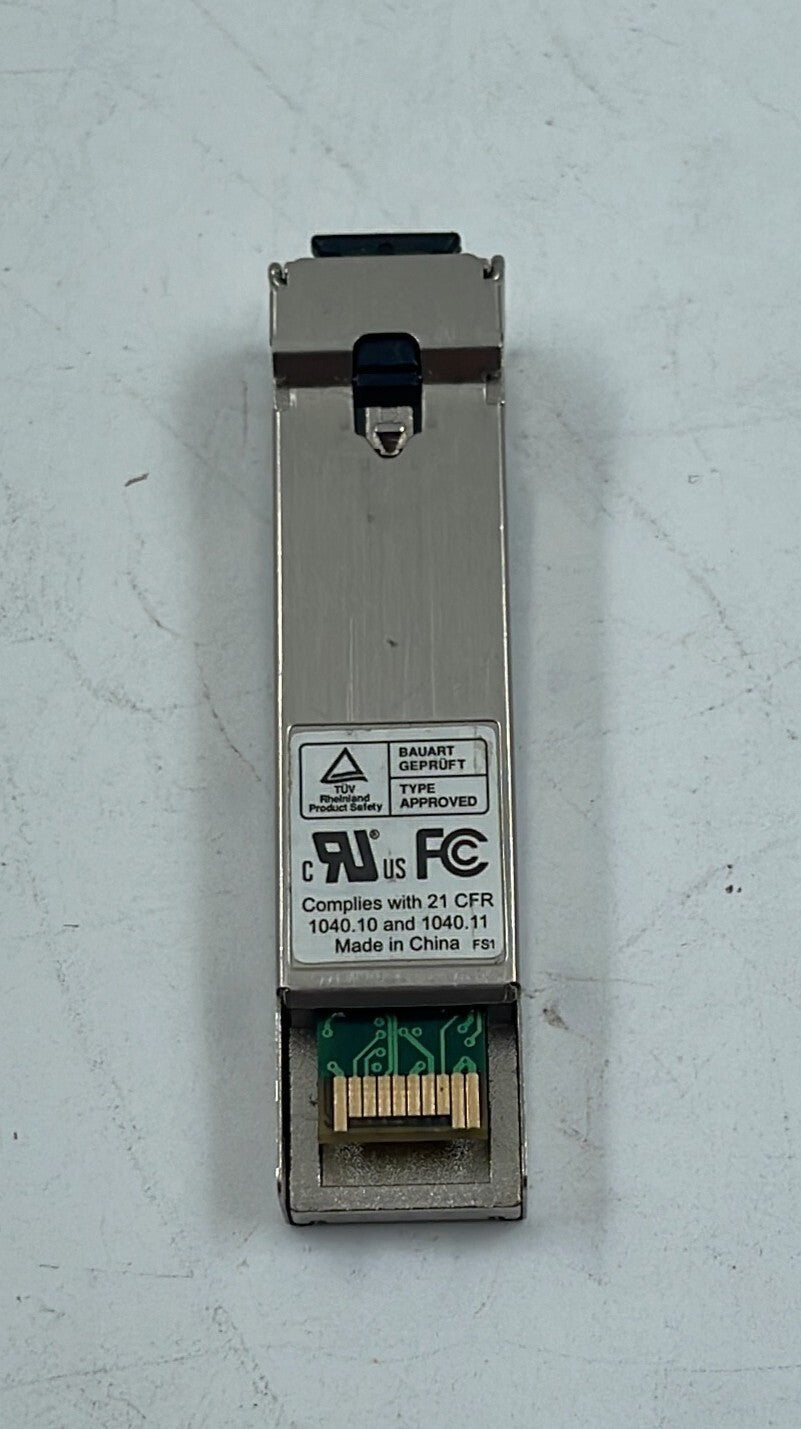 BAUART
GEPRÜFT
TÜV
Rheinland
Product Safety
TYPE
APPROVED
c RU® US FC
Complies with 21 CFR
1040.10 and 1040.11
Made in China FS1